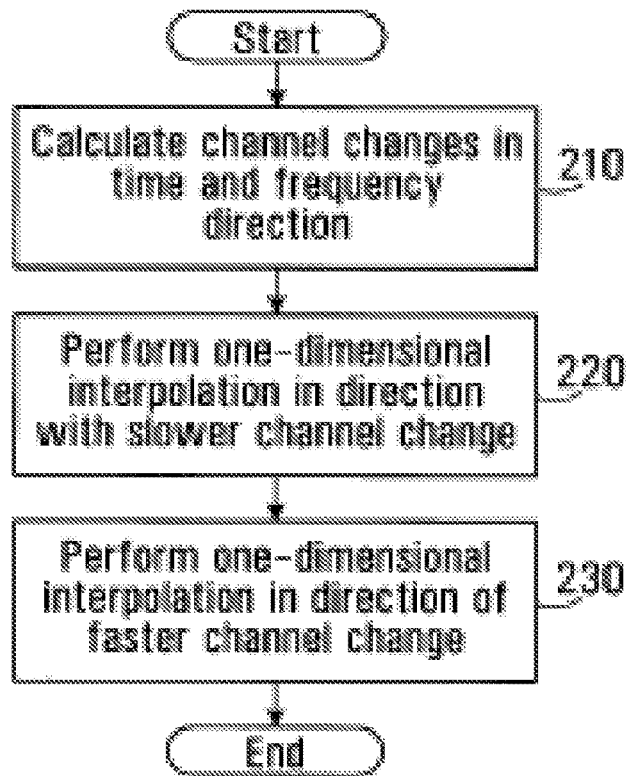 Start
Calculate channel changes in
time and frequency
direction
210
Perform one-dimensional
interpolation in direction
with slower channel change
220
Perform one-dimensional
interpolation in direction of
faster channel change
230
End